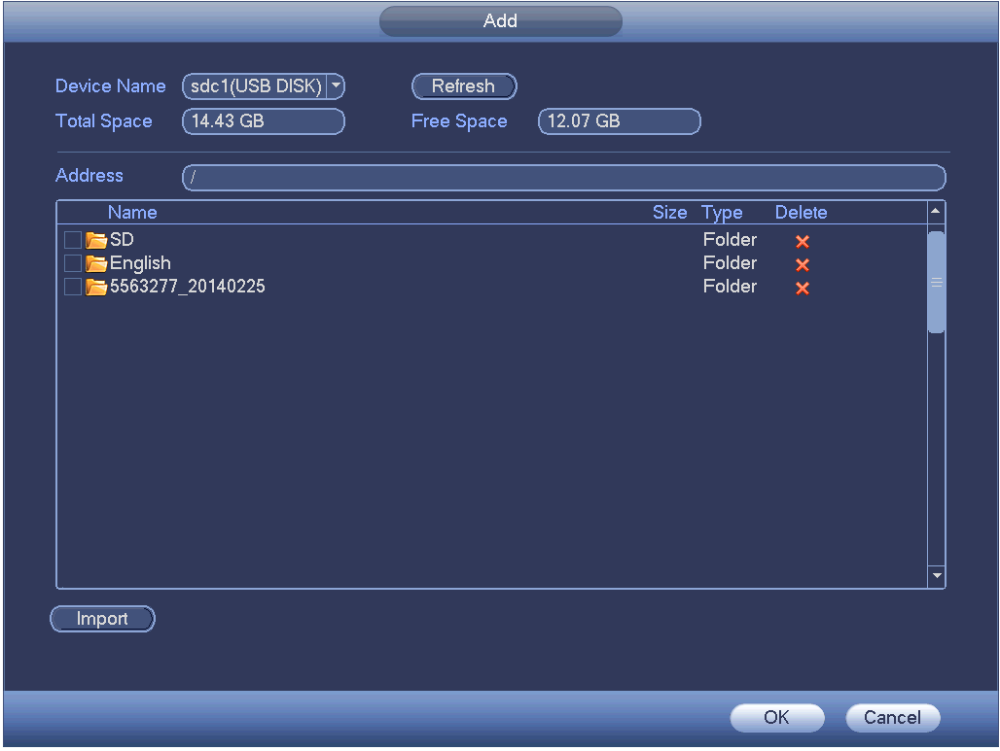 Add
Device Name sdc1(USB DISK) Refresh
Total Space 14.43 GB Free Space 12.07 GB
Address /
Name Size Type Delete
SD Folder
English Folder
5563277_20140225 Folder
Import
OK Cancel